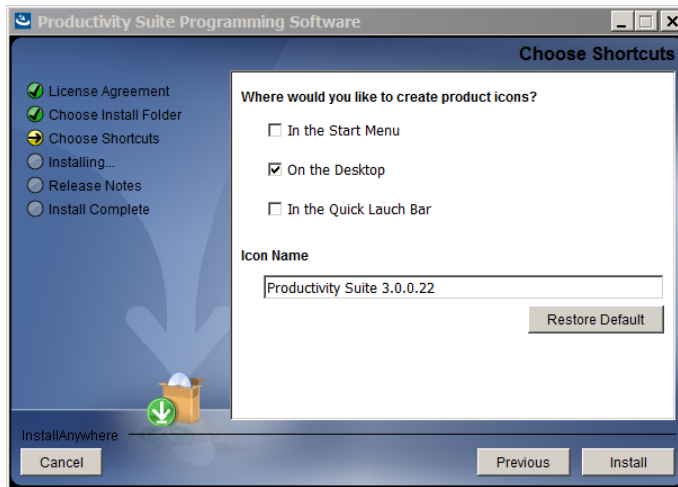 Productivity Suite Programming Software
Choose Shortcuts
License Agreement
Choose Install Folder
Choose Shortcuts
Installing...
Release Notes
Install Complete
Where would you like to create product icons?
In the Start Menu
On the Desktop
In the Quick Lauch Bar
Icon Name
Productivity Suite 3.0.0.22
Restore Default
InstallAnywhere
Cancel
Previous
Install